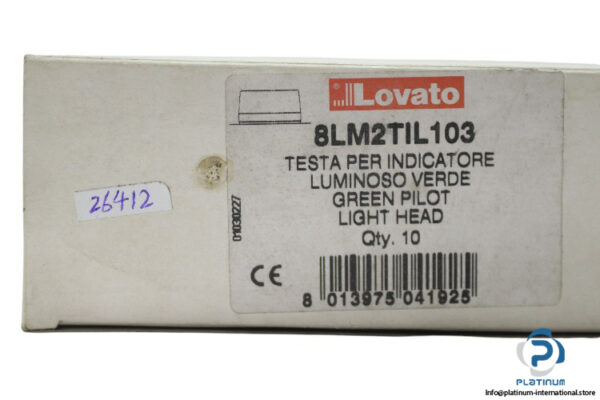 Lovato
8LM2TIL103
TESTA PER INDICATORE
LUMINOSO VERDE
GREEN PILOT
LIGHT HEAD
Qty. 10
01030227
26412
CE
8 013975 041925
PLATINUM
Info@platinum-international.store